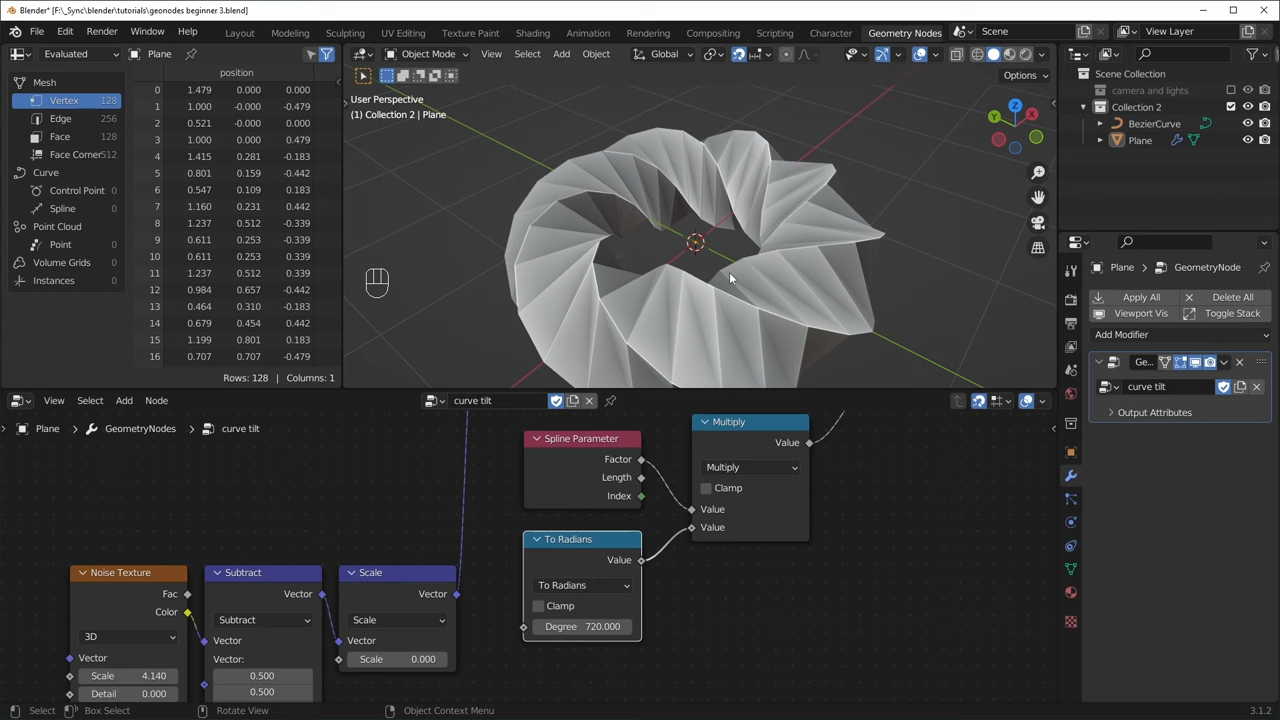 Blender* [F:\_Sync\blender\tutorials\geonodes beginner 3.blend]
File Edit Render Window Help Layout Modeling Sculpting UV Editing Texture Paint Shading Animation Rendering Compositing Scripting Character Geometry Nodes Scene View Layer
Evaluated Plane
Object Mode View Select Add Object Global
Options
position
Mesh
Vertex 128
Edge 256
Face 128
Face Corner 512
Curve
Control Point 0
Spline 0
Point Cloud
Point 0
Volume Grids 0
Instances 0
0 1.479 0.000 0.000
1 1.000 -0.000 -0.479
2 0.521 -0.000 0.000
3 1.000 0.000 0.479
4 1.415 0.281 -0.183
5 0.801 0.159 -0.442
6 0.547 0.109 0.183
7 1.160 0.231 0.442
8 1.237 0.512 -0.339
9 0.611 0.253 -0.339
10 0.611 0.253 0.339
11 1.237 0.512 0.339
12 0.984 0.657 -0.442
13 0.464 0.310 -0.183
14 0.679 0.454 0.442
15 1.199 0.801 0.183
16 0.707 0.707 -0.479
Rows: 128 | Columns: 1
User Perspective
(1) Collection 2 | Plane
Z
Y
X
Scene Collection
camera and lights
Collection 2
BezierCurve
Plane
Plane GeometryNode
Apply All Delete All
Viewport Vis Toggle Stack
Add Modifier
Ge...
curve tilt
Output Attributes
View Select Add Node curve tilt
Plane GeometryNodes curve tilt
Spline Parameter
Factor
Length
Index
Multiply
Value
Multiply
Clamp
Value
Value
To Radians
Value
To Radians
Clamp
Degree 720.000
Noise Texture
Fac
Color
3D
Vector
Scale 4.140
Detail 0.000
Subtract
Vector
Subtract
Vector
Vector:
0.500
0.500
Scale
Vector
Scale
Vector
Scale 0.000
Select Box Select Rotate View Object Context Menu 3.1.2